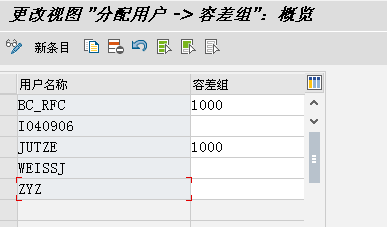 更改视图 "分配用户 -> 容差组": 概览
新条目
用户名称 容差组
BC_RFC 1000
I040906
JUTZE 1000
WEISSJ
ZYZ